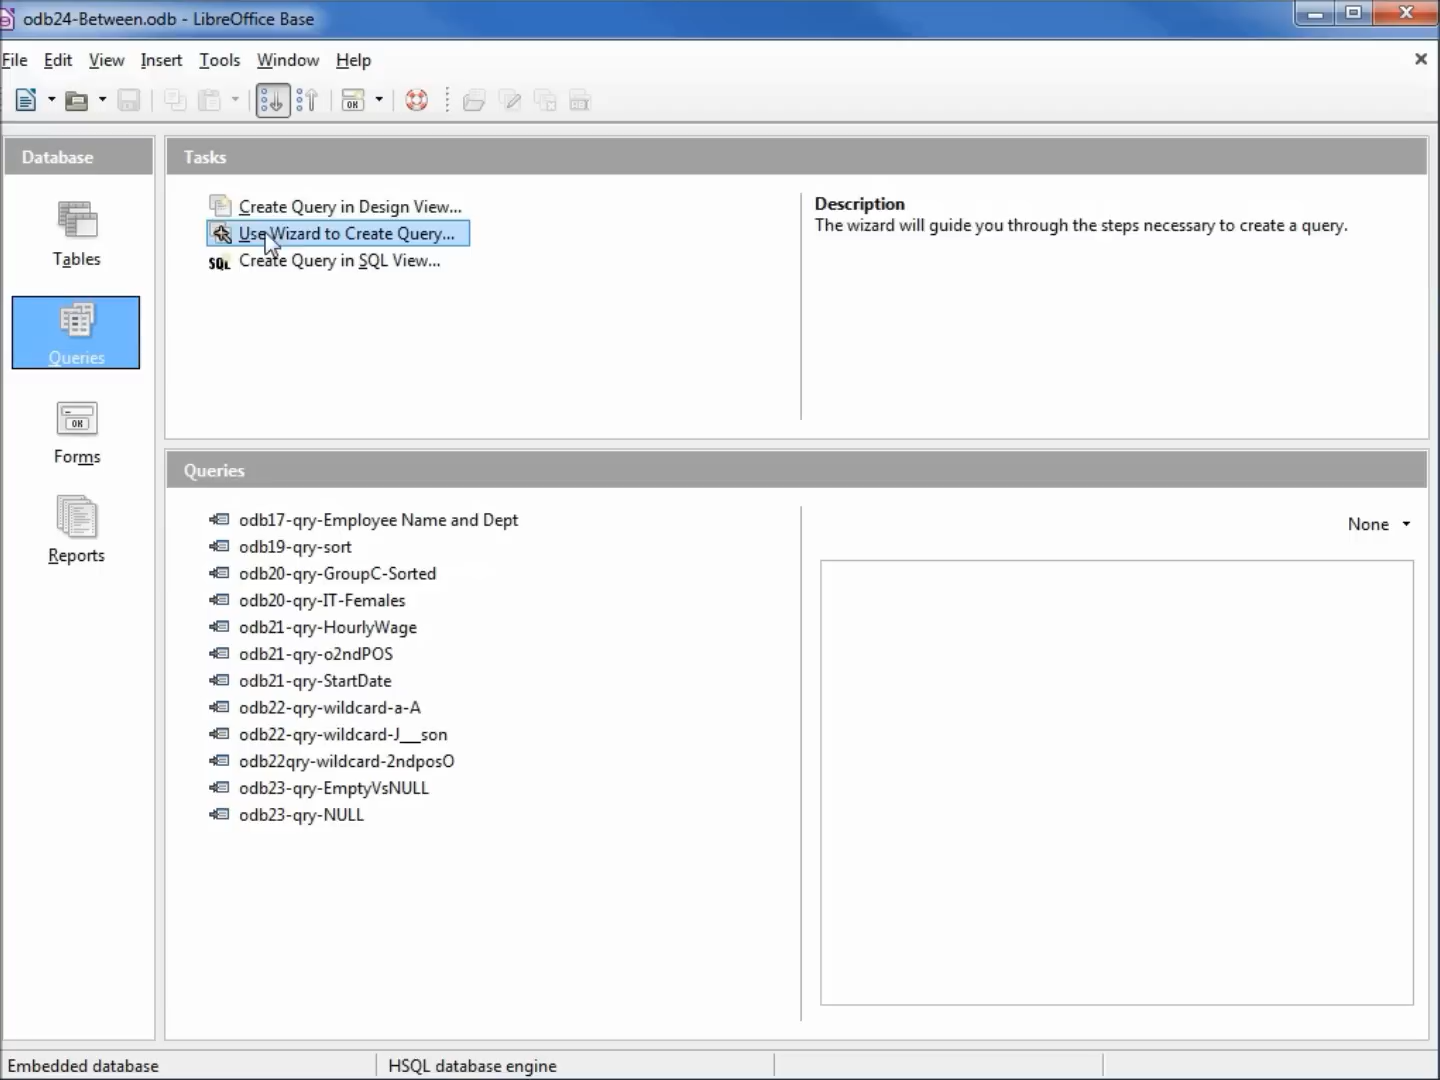 odb24-Between.odb - LibreOffice Base
File Edit View Insert Tools Window Help
Database
Tables
Queries
Forms
Reports
Tasks
Create Query in Design View...
Use Wizard to Create Query...
SQL Create Query in SQL View...
Description
The wizard will guide you through the steps necessary to create a query.
Queries
odb17-qry-Employee Name and Dept
odb19-qry-sort
odb20-qry-GroupC-Sorted
odb20-qry-IT-Females
odb21-qry-HourlyWage
odb21-qry-o2ndPOS
odb21-qry-StartDate
odb22-qry-wildcard-a-A
odb22-qry-wildcard-J__son
odb22qry-wildcard-2ndposO
odb23-qry-EmptyVsNULL
odb23-qry-NULL
None
Embedded database
HSQL database engine